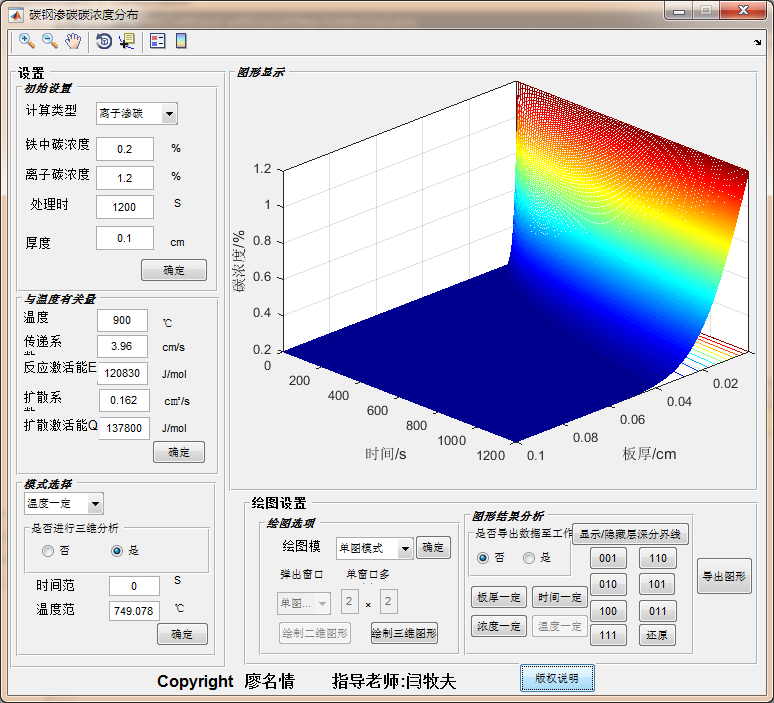 碳钢渗碳碳浓度分布
设置
初始设置
计算类型 离子渗碳
铁中碳浓度 0.2 %
离子碳浓度 1.2 %
处理时 1200 S
厚度 0.1 cm
确定
与温度有关量
温度 900 ℃
传递系 3.96 cm/s
反应激活能E 120830 J/mol
扩散系 0.162 c㎡/s
扩散激活能Q 137800 J/mol
确定
模式选择
温度一定
是否进行三维分析
否 是
时间范 0 S
温度范 749.078 ℃
确定
图形显示
碳浓度/%
1.2
1
0.8
0.6
0.4
0.2
0
200
400
600
800
1000
1200
时间/s
0.1
0.08
0.06
0.04
0.02
板厚/cm
绘图设置
绘图选项
绘图模 单图模式 确定
弹出窗口 单窗口多
单图... 2 × 2
绘制二维图形 绘制三维图形
图形结果分析
是否导出数据至工作
否 是
显示/隐藏层深分界线
001 110
010 101
100 011
111 还原
板厚一定 时间一定
浓度一定 温度一定
导出图形
Copyright 廖名情 指导老师:闫牧夫
版权说明